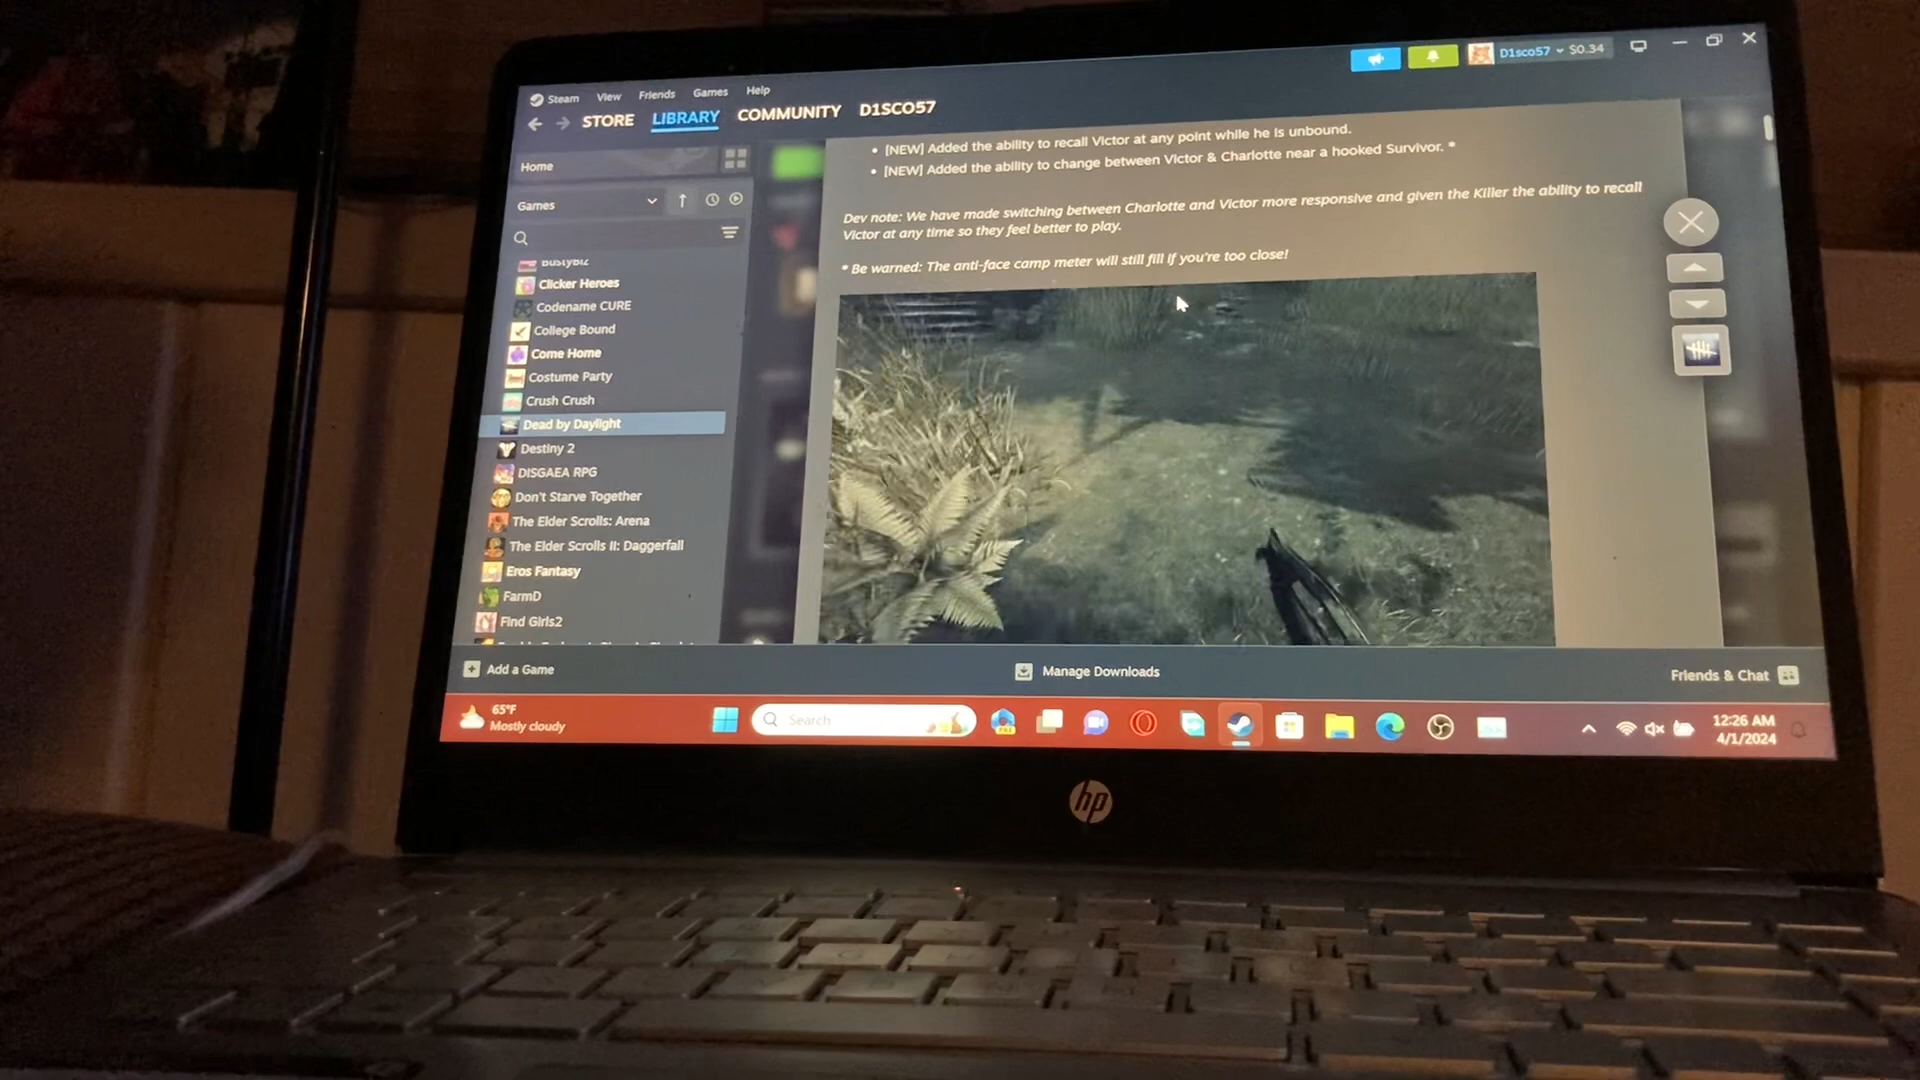 D1sco57 $0.34
Steam View Friends Games Help
STORE LIBRARY COMMUNITY D1SCO57
Home
Games
BustyBiz
Clicker Heroes
Codename CURE
College Bound
Come Home
Costume Party
Crush Crush
Dead by Daylight
Destiny 2
DISGAEA RPG
Don't Starve Together
The Elder Scrolls: Arena
The Elder Scrolls II: Daggerfall
Eros Fantasy
FarmD
Find Girls2
• [NEW] Added the ability to recall Victor at any point while he is unbound.
• [NEW] Added the ability to change between Victor & Charlotte near a hooked Survivor. *
Dev note: We have made switching between Charlotte and Victor more responsive and given the Killer the ability to recall
Victor at any time so they feel better to play.
* Be warned: The anti-face camp meter will still fill if you're too close!
Add a Game
Manage Downloads
Friends & Chat
65°F
Mostly cloudy
Search
12:26 AM
4/1/2024
hp